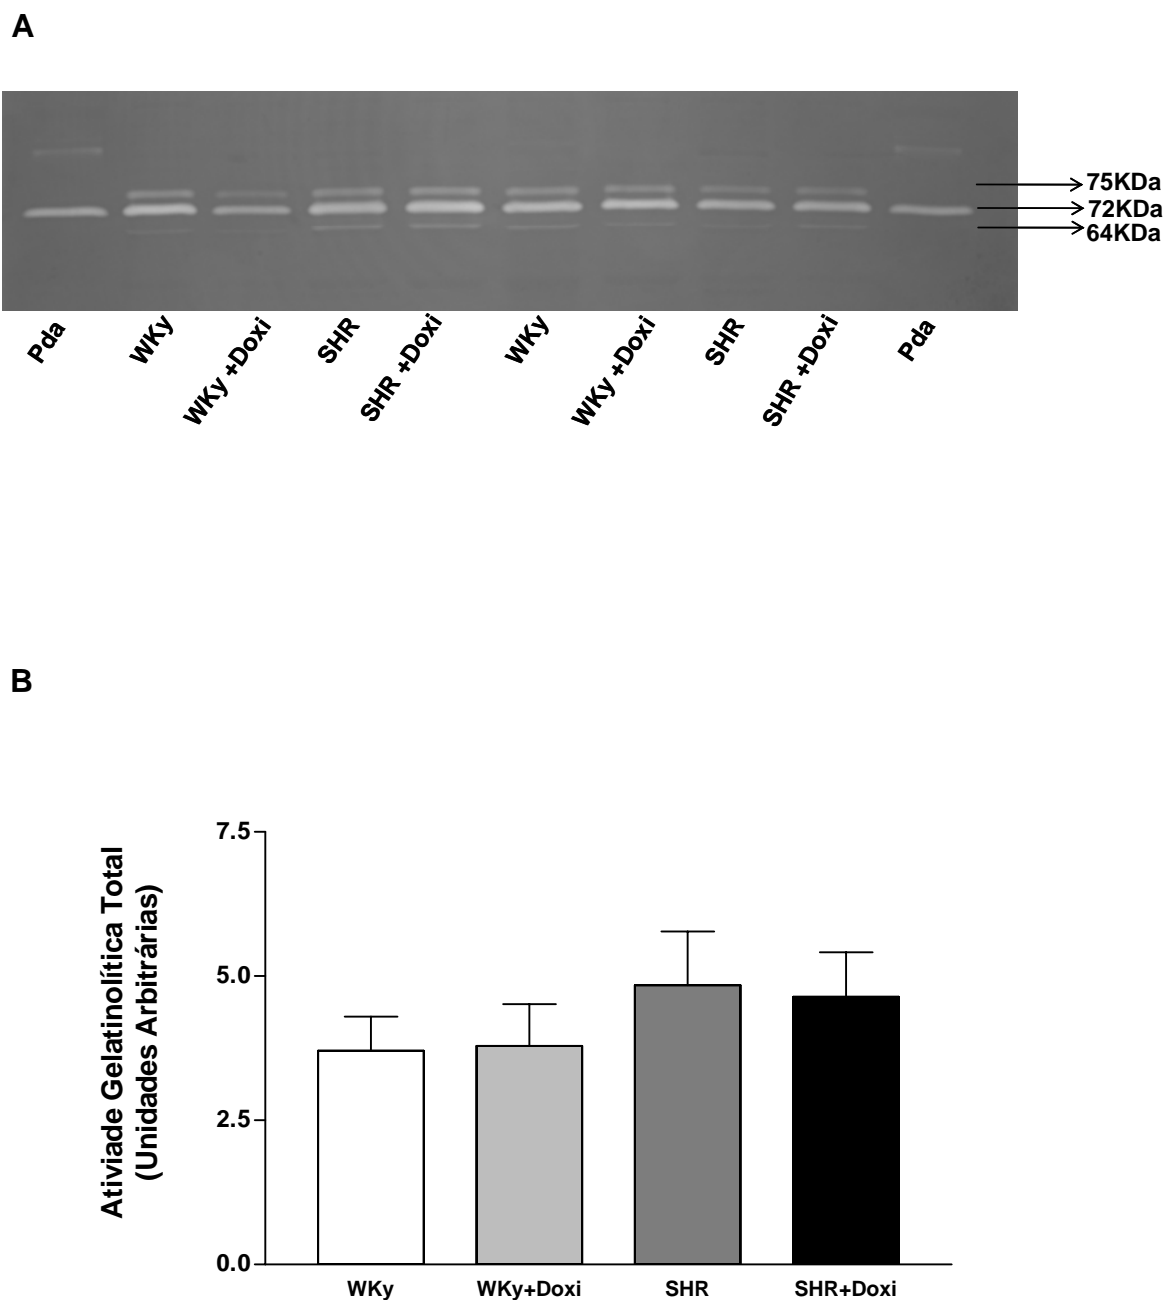 A
75KDa
72KDa
64KDa
Pda
WKy
WKy +Doxi
SHR
SHR +Doxi
WKy
WKy +Doxi
SHR
SHR +Doxi
Pda
B
Ativiade Gelatinolítica Total
(Unidades Arbitrárias)
7.5
5.0
2.5
0.0
WKy
WKy+Doxi
SHR
SHR+Doxi